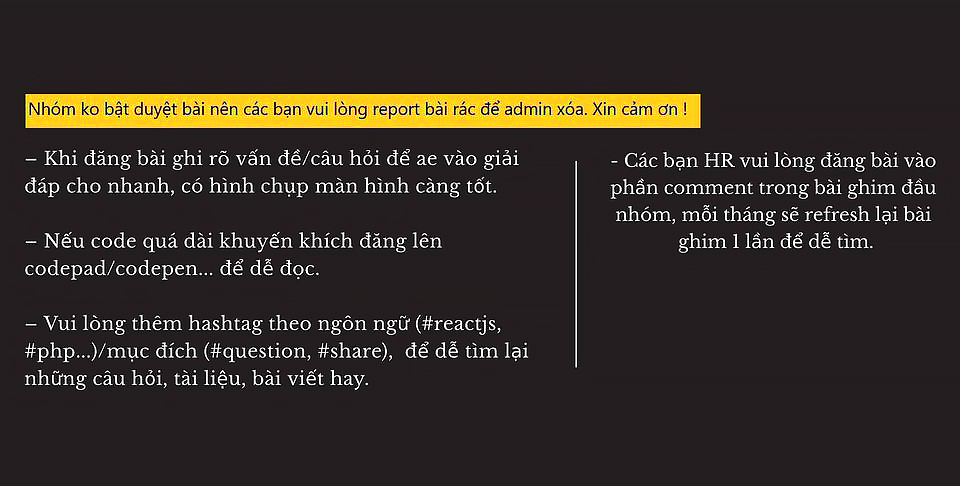 Nhóm ko bật duyệt bài nên các bạn vui lòng report bài rác để admin xóa. Xin cảm ơn !
– Khi đăng bài ghi rõ vấn đề/câu hỏi để ae vào giải
đáp cho nhanh, có hình chụp màn hình càng tốt.
– Nếu code quá dài khuyến khích đăng lên
codepad/codepen... để dễ đọc.
– Vui lòng thêm hashtag theo ngôn ngữ (#reactjs,
#php...)/mục đích (#question, #share), để dễ tìm lại
những câu hỏi, tài liệu, bài viết hay.
- Các bạn HR vui lòng đăng bài vào
phần comment trong bài ghim đầu
nhóm, mỗi tháng sẽ refresh lại bài
ghim 1 lần để dễ tìm.